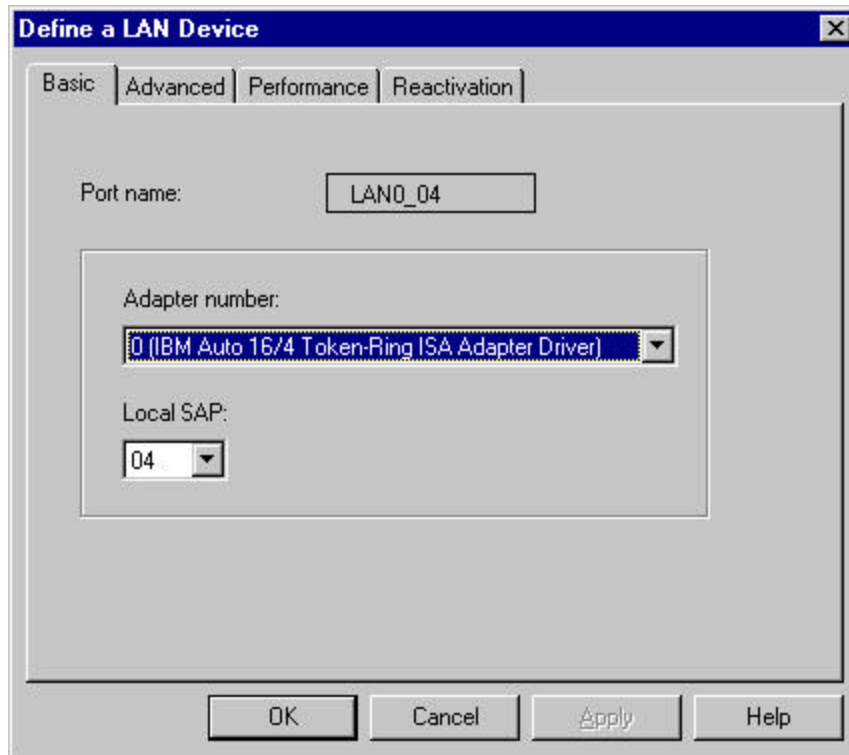 Define a LAN Device
Basic Advanced Performance Reactivation
Port name: LAN0_04
Adapter number:
0 (IBM Auto 16/4 Token-Ring ISA Adapter Driver)
Local SAP:
04
OK Cancel Apply Help